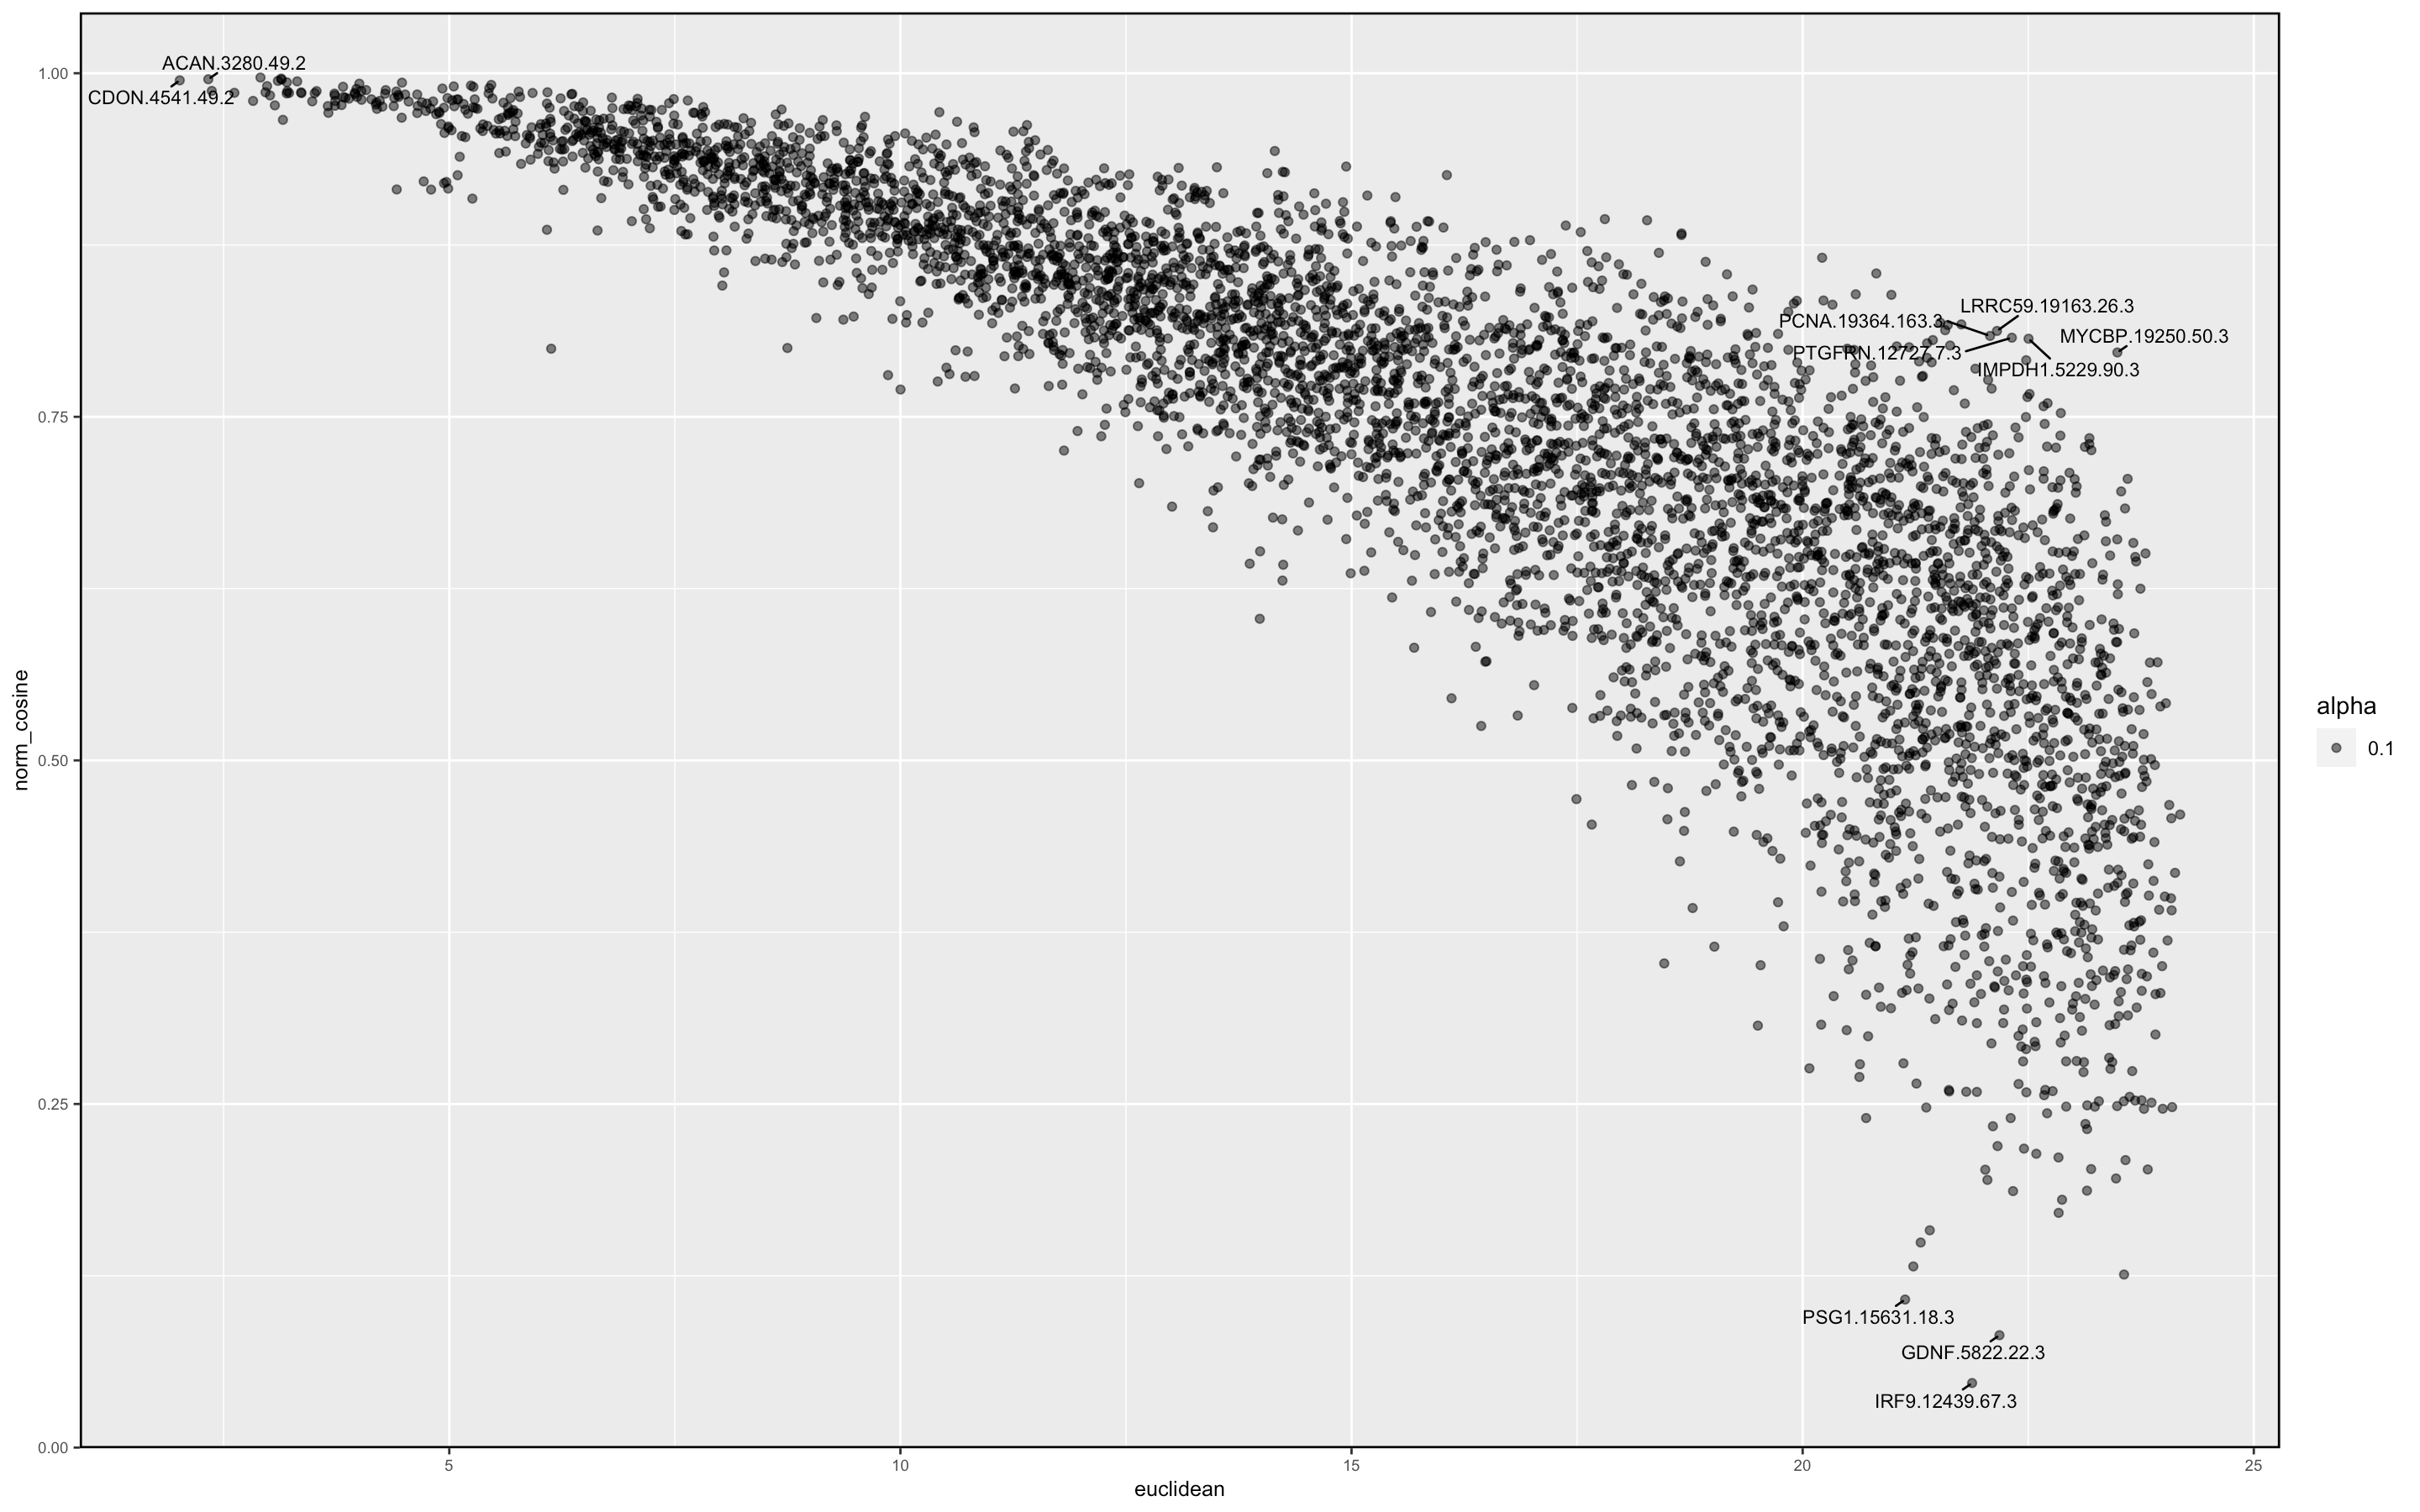 ACAN.3280.49.2
1.00
CDON.4541.49.2
LRRC59.19163.26.3
PCNA.19364.163.3
MYCBP.19250.50.3
PTGFRN.12727.7.3
IMPDH1.5229.90.3
0.75
norm_cosine
alpha
0.1
0.50
0.25
PSG1.15631.18.3
GDNF.5822.22.3
IRF9.12439.67.3
0.00
5 10 15 20 25
euclidean